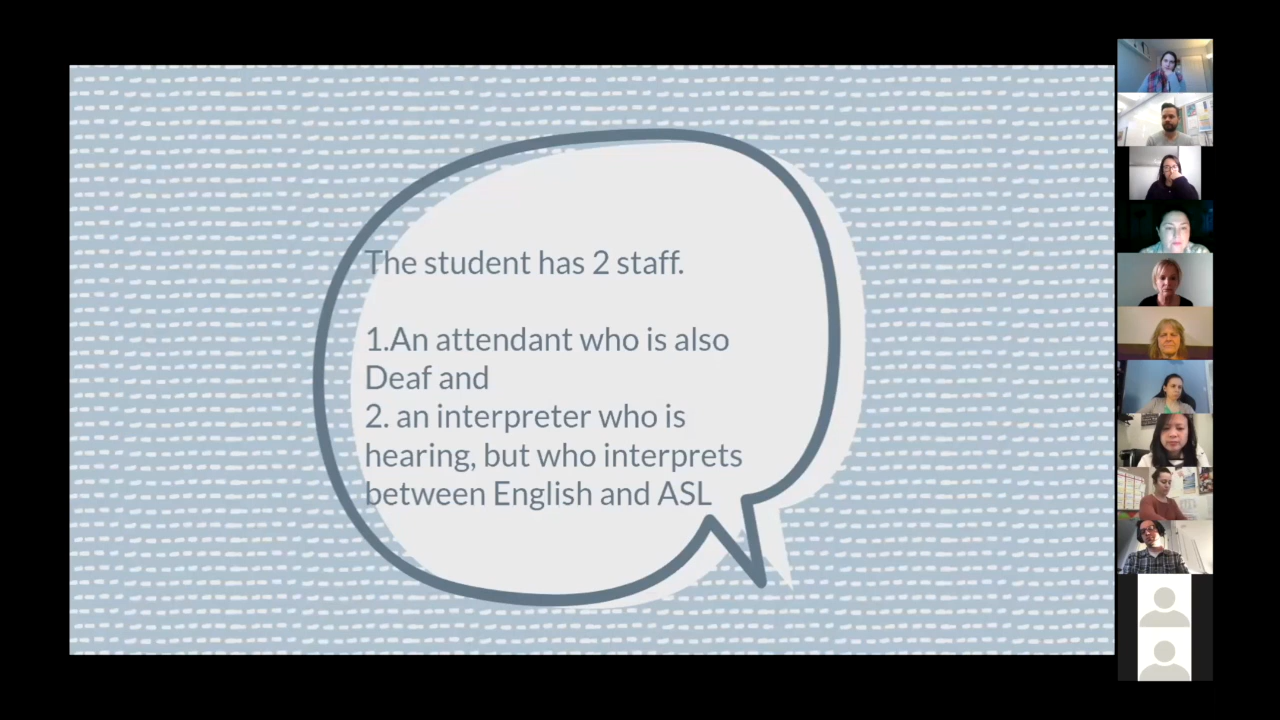 The student has 2 staff.
1.An attendant who is also
Deaf and
2. an interpreter who is
hearing, but who interprets
between English and ASL